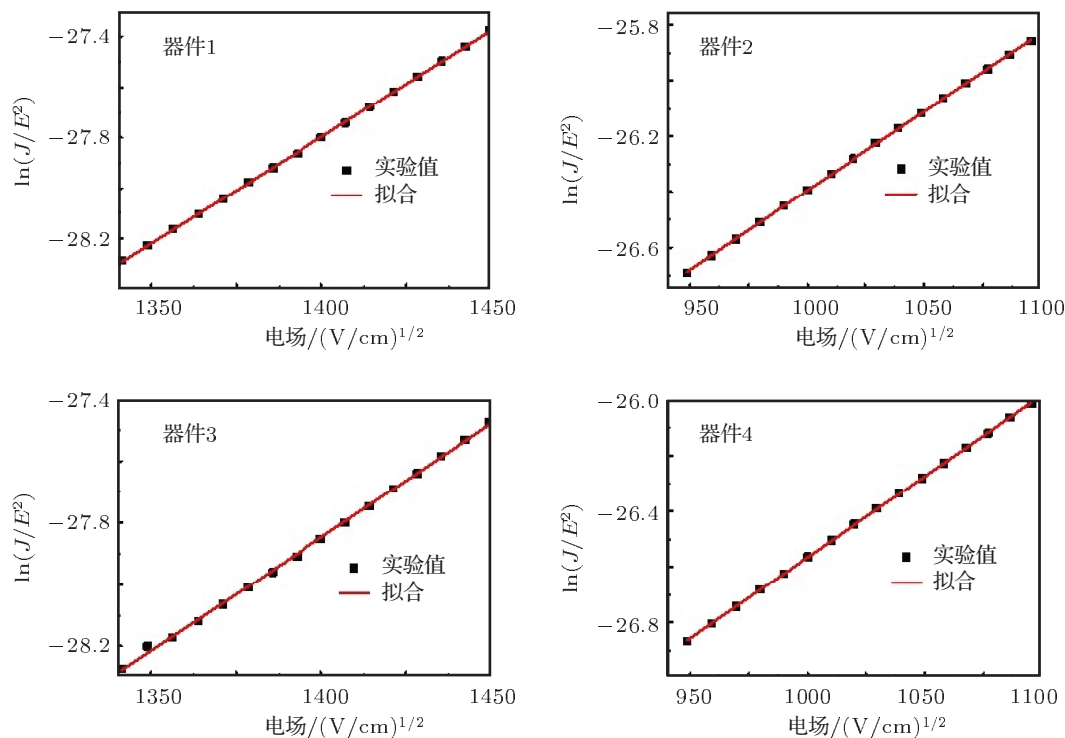 器件1
−27.4
−27.8
−28.2
ln(J/E²)
实验值
拟合
1350
1400
1450
电场/(V/cm)^{1/2}
器件2
−25.8
−26.2
−26.6
ln(J/E²)
实验值
拟合
950
1000
1050
1100
电场/(V/cm)^{1/2}
器件3
−27.4
−27.8
−28.2
ln(J/E²)
实验值
拟合
1350
1400
1450
电场/(V/cm)^{1/2}
器件4
−26.0
−26.4
−26.8
ln(J/E²)
实验值
拟合
950
1000
1050
1100
电场/(V/cm)^{1/2}